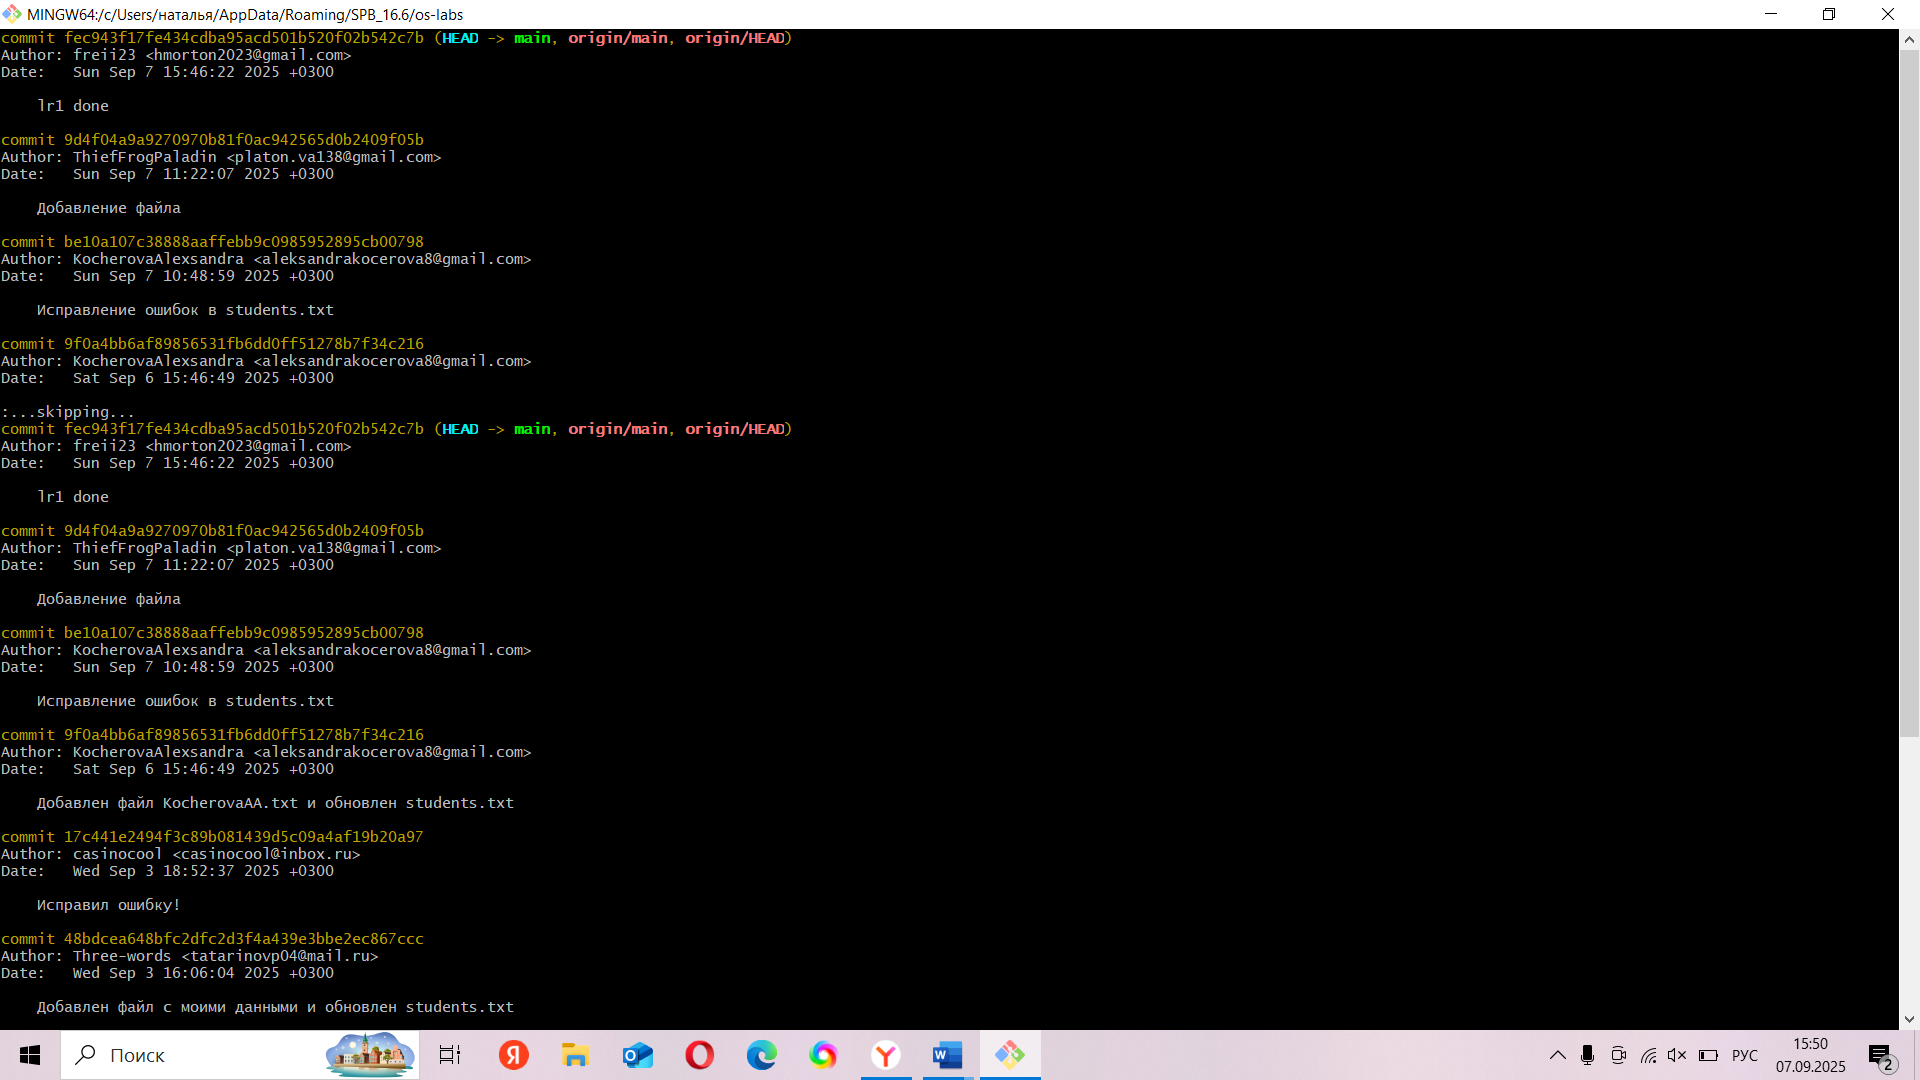 MINGW64:/c/Users/наталья/AppData/Roaming/SPB_16.6/os-labs
commit fec943f17fe434cdba95acd501b520f02b542c7b (HEAD -> main, origin/main, origin/HEAD)
Author: freii23 <hmorton2023@gmail.com>
Date:   Sun Sep 7 15:46:22 2025 +0300
lr1 done
commit 9d4f04a9a9270970b81f0ac942565d0b2409f05b
Author: ThiefFrogPaladin <platon.va138@gmail.com>
Date:   Sun Sep 7 11:22:07 2025 +0300
Добавление файла
commit be10a107c38888aaffebb9c0985952895cb00798
Author: KocherovaAlexsandra <aleksandrakocerova8@gmail.com>
Date:   Sun Sep 7 10:48:59 2025 +0300
Исправление ошибок в students.txt
commit 9f0a4bb6af89856531fb6dd0ff51278b7f34c216
Author: KocherovaAlexsandra <aleksandrakocerova8@gmail.com>
Date:   Sat Sep 6 15:46:49 2025 +0300
:...skipping...
commit fec943f17fe434cdba95acd501b520f02b542c7b (HEAD -> main, origin/main, origin/HEAD)
Author: freii23 <hmorton2023@gmail.com>
Date:   Sun Sep 7 15:46:22 2025 +0300
lr1 done
commit 9d4f04a9a9270970b81f0ac942565d0b2409f05b
Author: ThiefFrogPaladin <platon.va138@gmail.com>
Date:   Sun Sep 7 11:22:07 2025 +0300
Добавление файла
commit be10a107c38888aaffebb9c0985952895cb00798
Author: KocherovaAlexsandra <aleksandrakocerova8@gmail.com>
Date:   Sun Sep 7 10:48:59 2025 +0300
Исправление ошибок в students.txt
commit 9f0a4bb6af89856531fb6dd0ff51278b7f34c216
Author: KocherovaAlexsandra <aleksandrakocerova8@gmail.com>
Date:   Sat Sep 6 15:46:49 2025 +0300
Добавлен файл KocherovaAA.txt и обновлен students.txt
commit 17c441e2494f3c89b081439d5c09a4af19b20a97
Author: casinocool <casinocool@inbox.ru>
Date:   Wed Sep 3 18:52:37 2025 +0300
Исправил ошибку!
commit 48bdcea648bfc2dfc2d3f4a439e3bbe2ec867ccc
Author: Three-words <tatarinovp04@mail.ru>
Date:   Wed Sep 3 16:06:04 2025 +0300
Добавлен файл с моими данными и обновлен students.txt
Поиск
РУС
15:50
07.09.2025
2